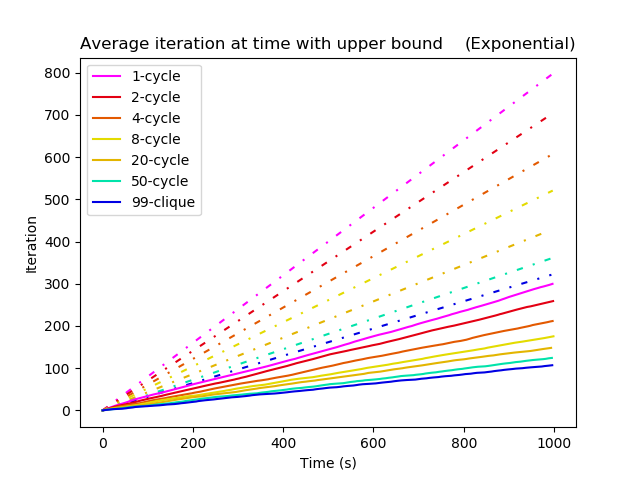 Average iteration at time with upper bound (Exponential)
1-cycle
2-cycle
4-cycle
8-cycle
20-cycle
50-cycle
99-clique
800
700
600
500
400
300
200
100
0
Iteration
0 200 400 600 800 1000
Time (s)